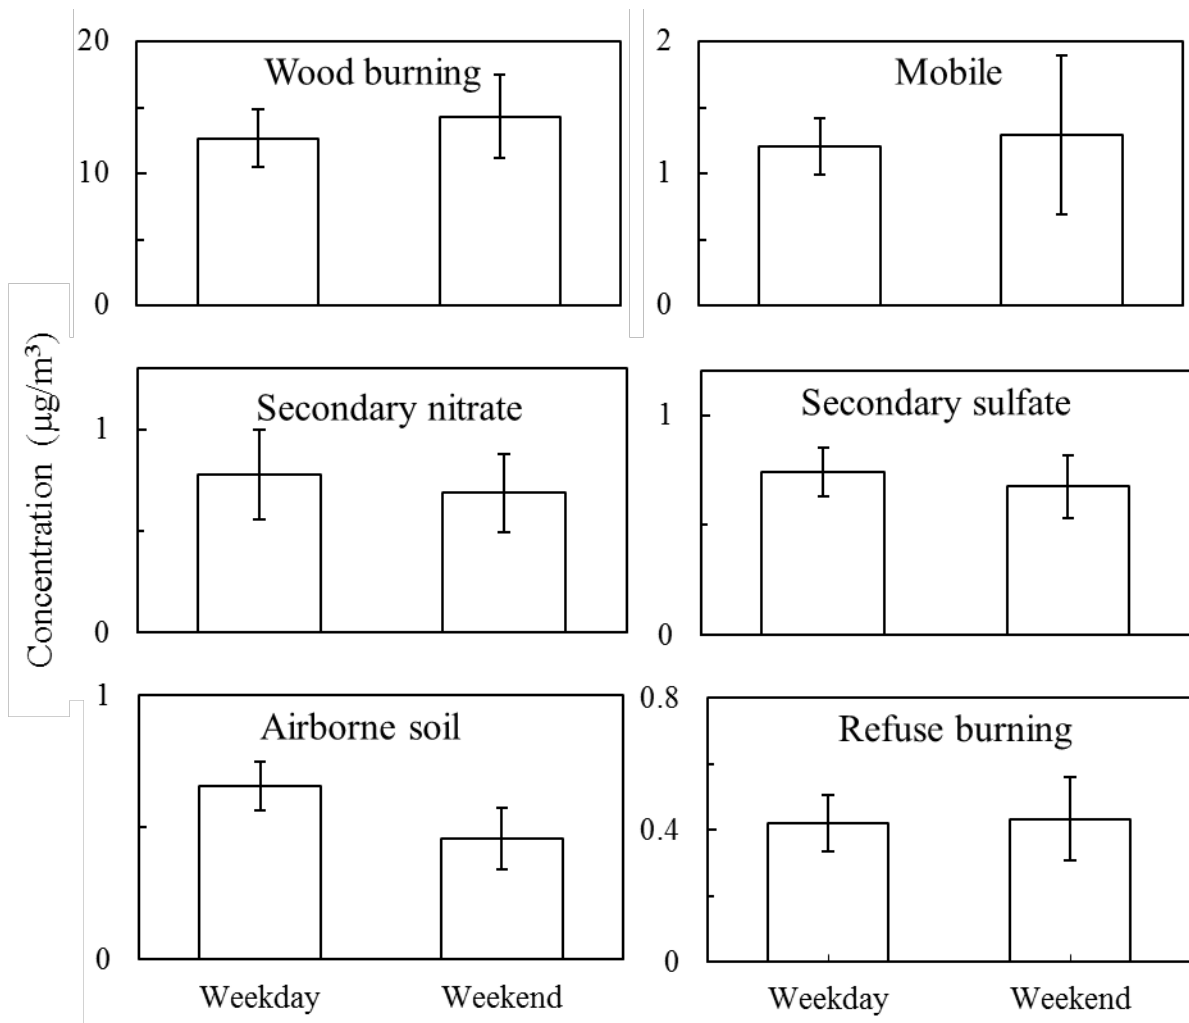 Concentration (µg/m³)
20
Wood burning
10
0
2
Mobile
1
0
Secondary nitrate
1
0
Secondary sulfate
1
0
1
Airborne soil
0
Weekday
Weekend
0.8
Refuse burning
0.4
0
Weekday
Weekend